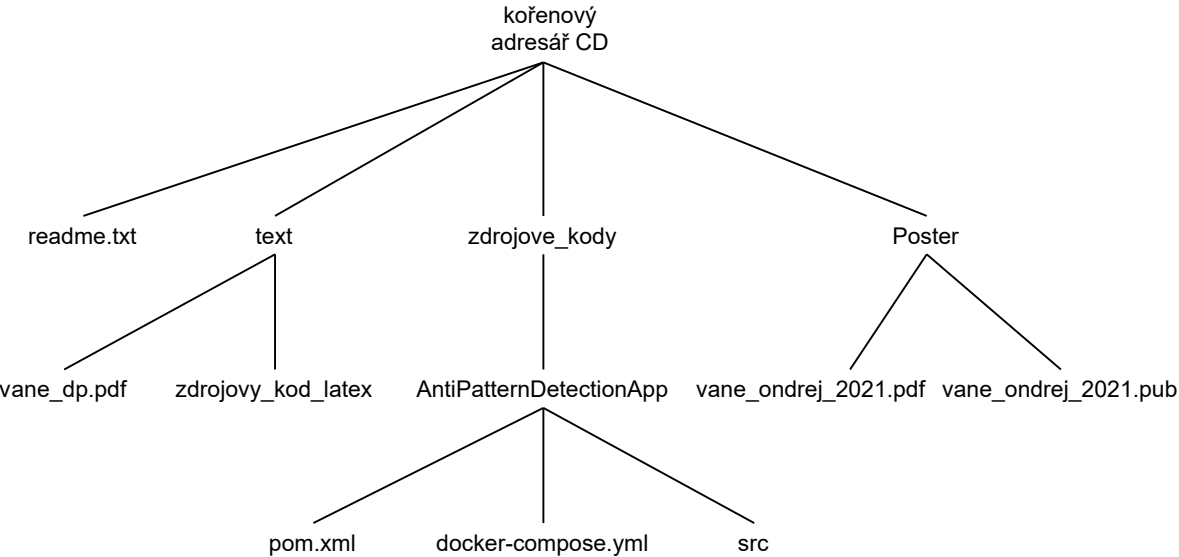 kořenový
adresář CD
readme.txt
text
zdrojove_kody
Poster
vane_dp.pdf
zdrojovy_kod_latex
AntiPatternDetectionApp
vane_ondrej_2021.pdf
vane_ondrej_2021.pub
pom.xml
docker-compose.yml
src